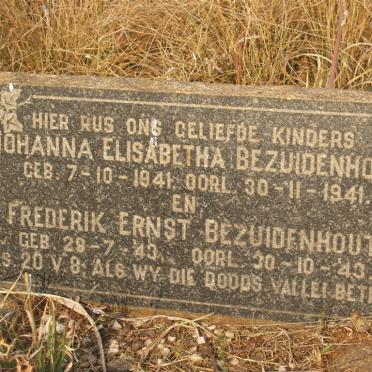 HIER RUS ONS GELIEFDE KINDERS
JOHANNA ELISABETHA BEZUIDENHO
GEB. 7-10-1941. OORL. 30-11-1941.
EN
FREDERIK ERNST BEZUIDENHOUT
GEB. 29-7-43. OORL. 30-10-43.
S 20 V 8; ALS WY DIE DOODS VALLEI BET